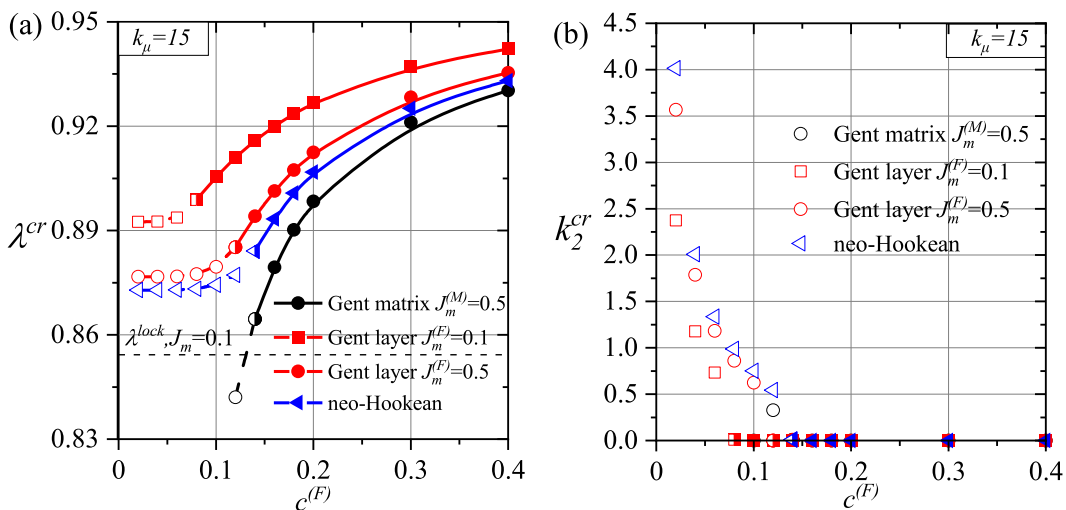 (a)
k_μ=15
0.95
0.92
0.89
0.86
0.83
λ^cr
λ^lock, J_m=0.1
Gent matrix J_m^(M)=0.5
Gent layer J_m^(F)=0.1
Gent layer J_m^(F)=0.5
neo-Hookean
0 0.1 0.2 0.3 0.4
c^(F)
(b)
k_μ=15
4.0
3.5
3.0
2.5
2.0
1.5
1.0
0.5
0.0
k_2^cr
Gent matrix J_m^(M)=0.5
Gent layer J_m^(F)=0.1
Gent layer J_m^(F)=0.5
neo-Hookean
0 0.1 0.2 0.3 0.4
c^(F)